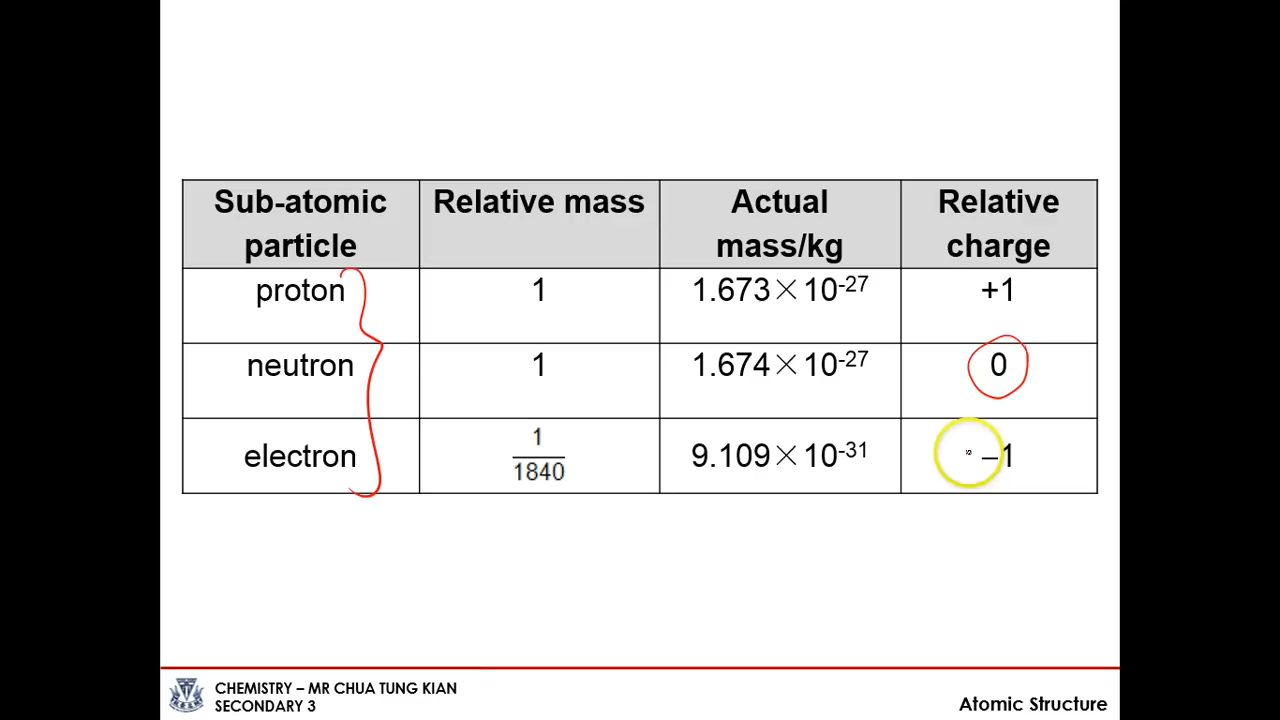 Sub-atomic particle | Relative mass | Actual mass/kg | Relative charge
proton | 1 | 1.673×10⁻²⁷ | +1
neutron | 1 | 1.674×10⁻²⁷ | 0
electron | 1/1840 | 9.109×10⁻³¹ | –1
CHEMISTRY – MR CHUA TUNG KIAN
SECONDARY 3
Atomic Structure